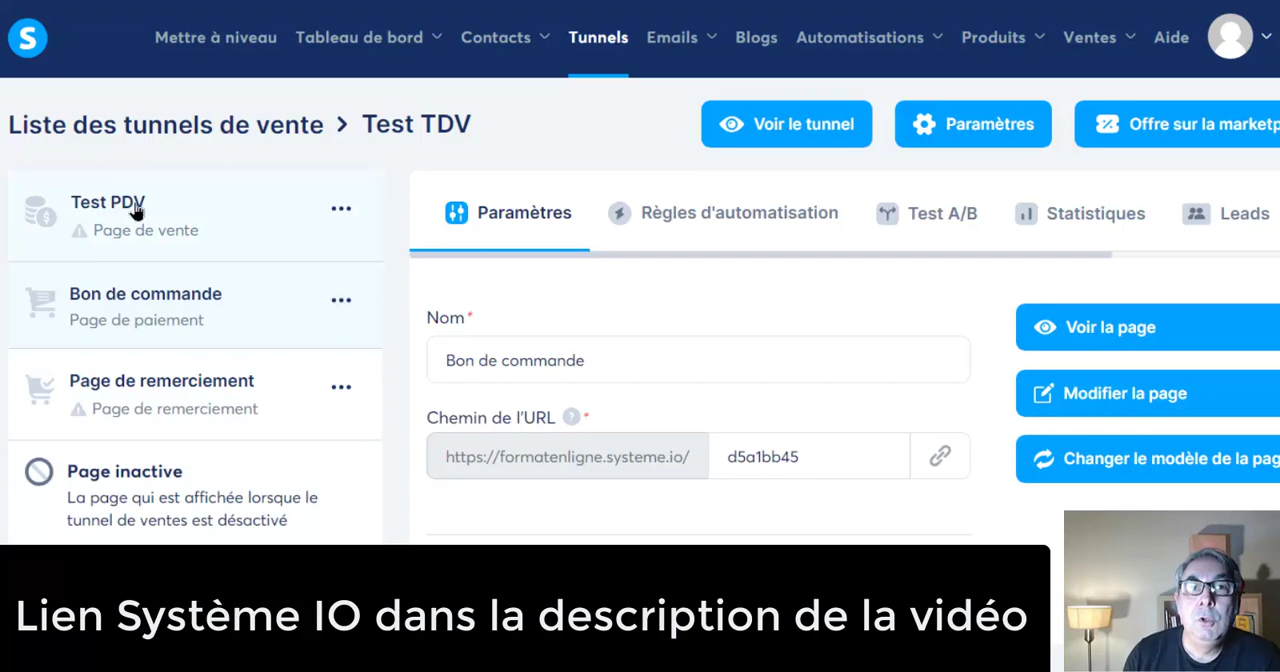 S
Mettre à niveau Tableau de bord Contacts Tunnels Emails Blogs Automatisations Produits Ventes Aide
Liste des tunnels de vente > Test TDV
Voir le tunnel
Paramètres
Offre sur la marketp
Test PDV
Page de vente
Bon de commande
Page de paiement
Page de remerciement
Page de remerciement
Page inactive
La page qui est affichée lorsque le
tunnel de ventes est désactivé
Paramètres Règles d'automatisation Test A/B Statistiques Leads
Nom*
Bon de commande
Chemin de l'URL ? *
https://formatenligne.systeme.io/ d5a1bb45
Voir la page
Modifier la page
Changer le modèle de la pag
Lien Système IO dans la description de la vidéo